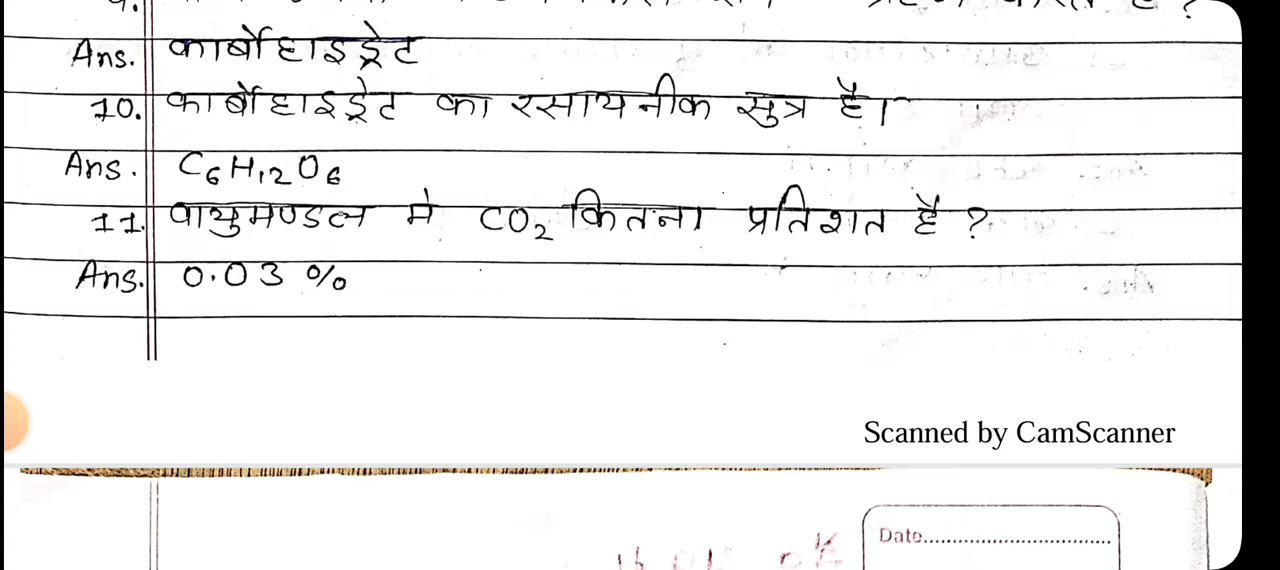 Ans. कार्बोहाइड्रेट
10. कार्बोहाइड्रेट का रसायनीक सुत्र है।
Ans. C₆H₁₂O₆
11. वायुमण्डल मे CO₂ कितना प्रतिशत है ?
Ans. 0.03 %
Scanned by CamScanner
Date